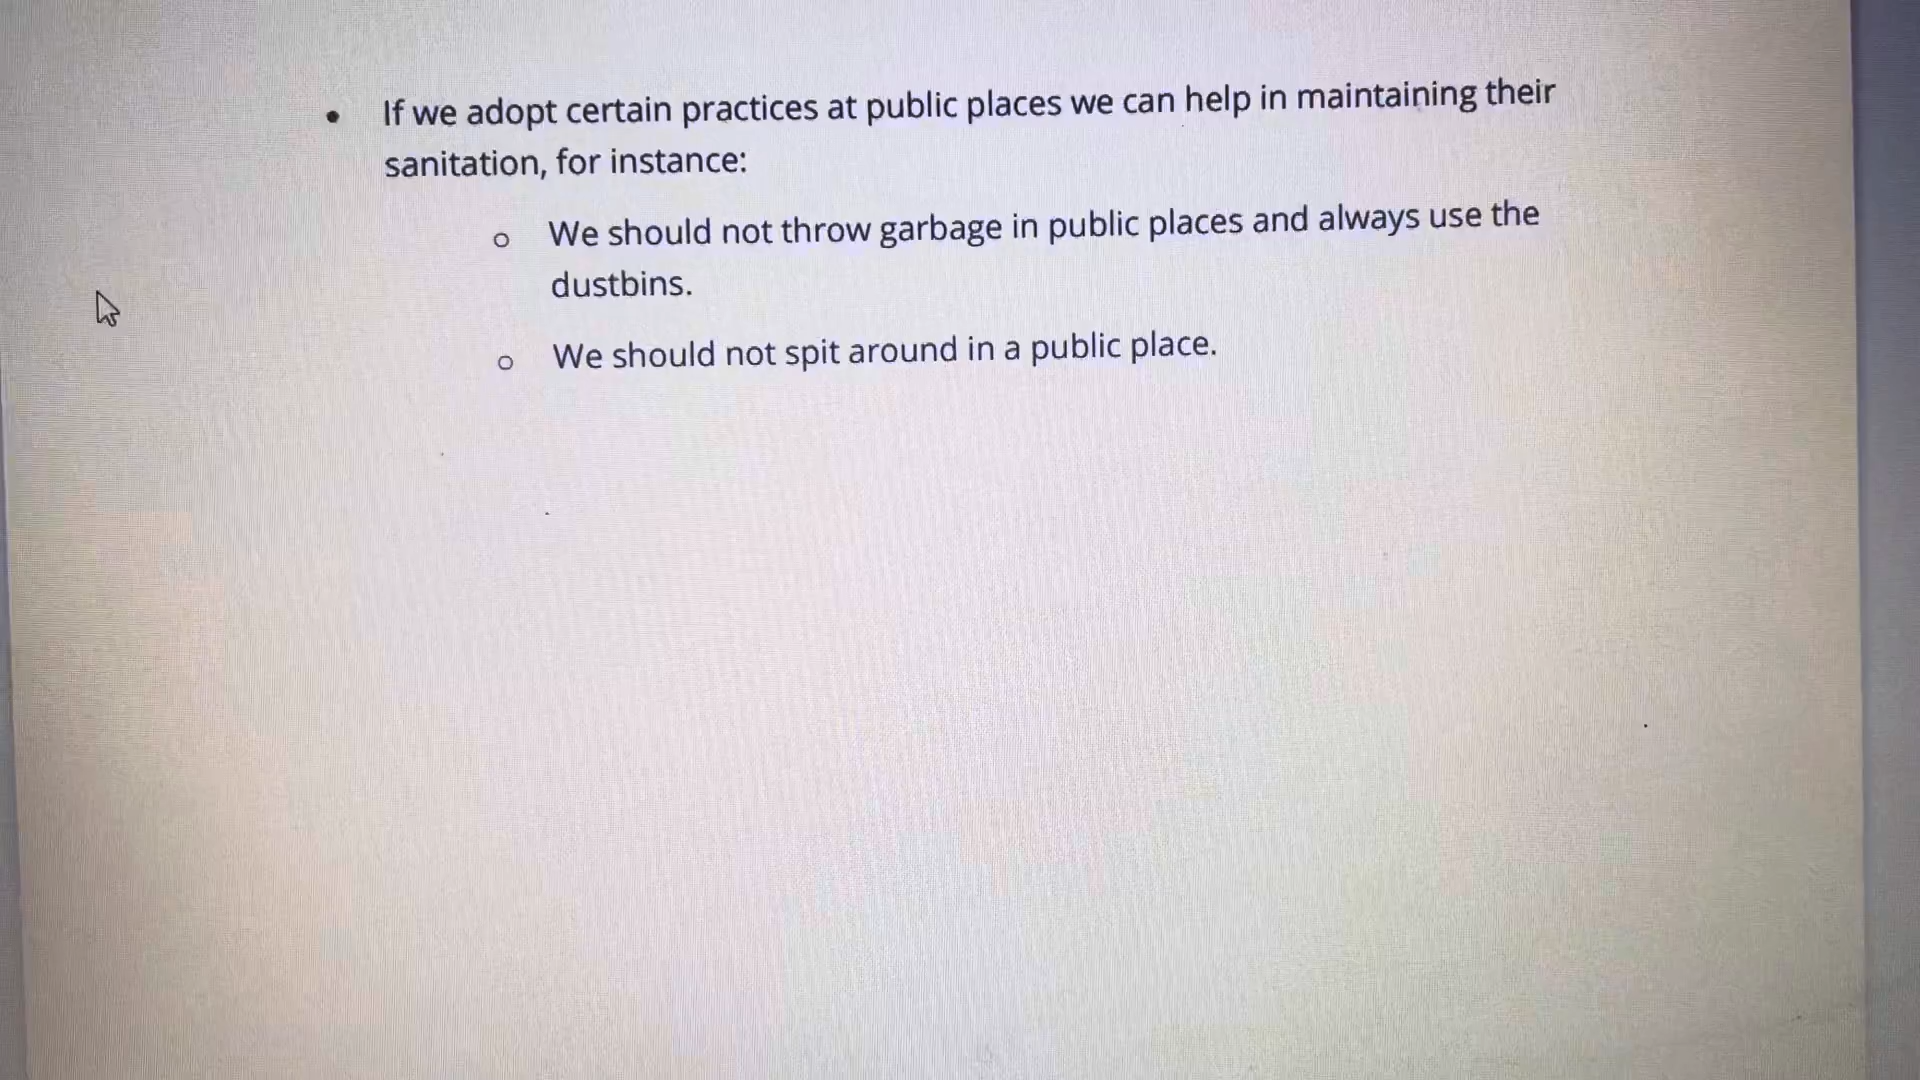 • If we adopt certain practices at public places we can help in maintaining their
sanitation, for instance:
o We should not throw garbage in public places and always use the
dustbins.
o We should not spit around in a public place.